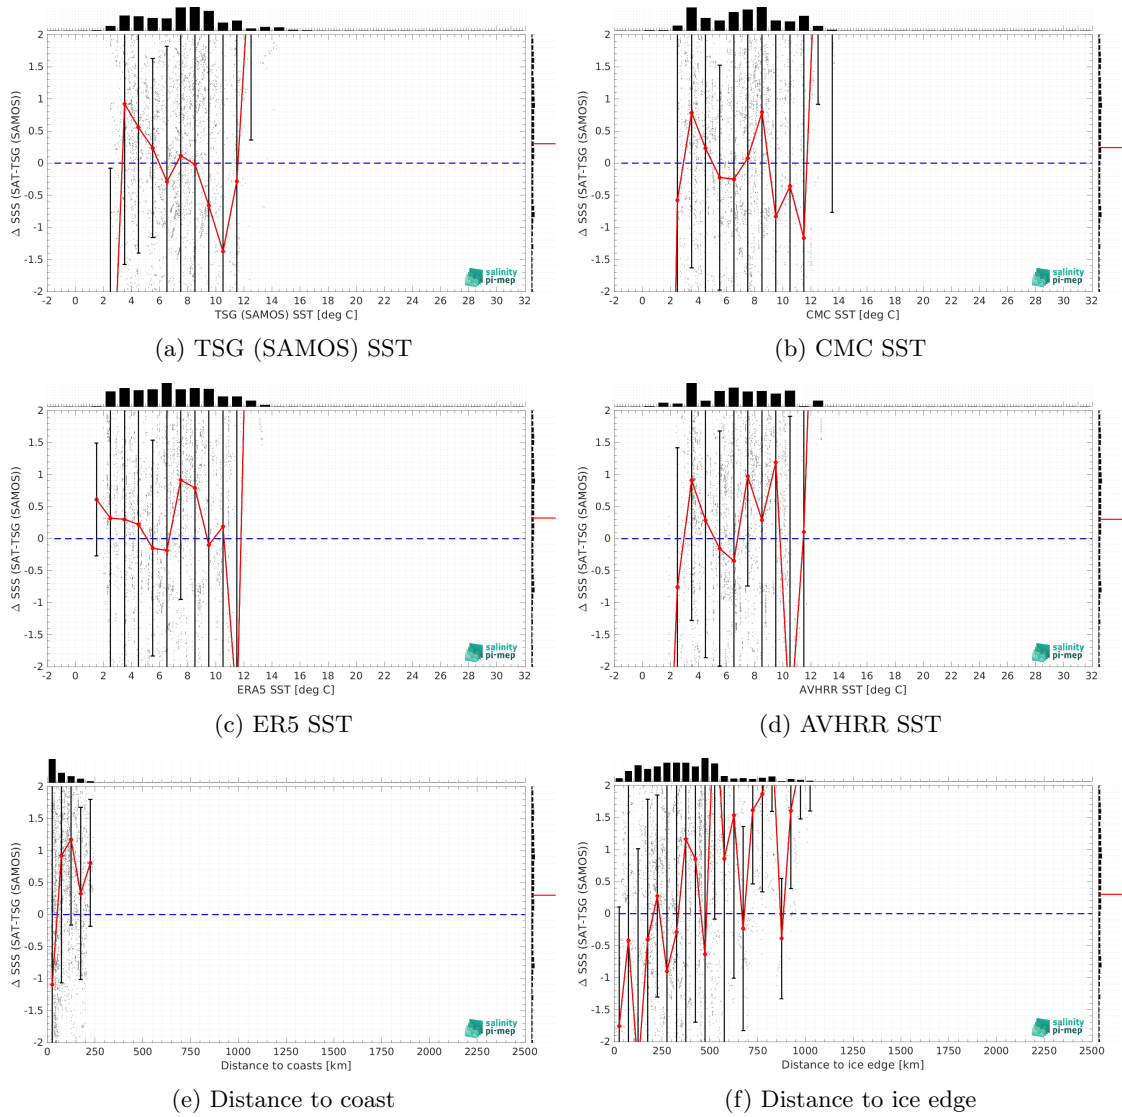 2
1.5
1
0.5
0
-0.5
-1
-1.5
-2
Δ SSS (SAT-TSG (SAMOS))
-2 0 2 4 6 8 10 12 14 16 18 20 22 24 26 28 30 32
TSG (SAMOS) SST [deg C]
salinity
pi-mep
(a) TSG (SAMOS) SST
2
1.5
1
0.5
0
-0.5
-1
-1.5
-2
Δ SSS (SAT-TSG (SAMOS))
-2 0 2 4 6 8 10 12 14 16 18 20 22 24 26 28 30 32
CMC SST [deg C]
salinity
pi-mep
(b) CMC SST
2
1.5
1
0.5
0
-0.5
-1
-1.5
-2
Δ SSS (SAT-TSG (SAMOS))
-2 0 2 4 6 8 10 12 14 16 18 20 22 24 26 28 30 32
ERA5 SST [deg C]
salinity
pi-mep
(c) ER5 SST
2
1.5
1
0.5
0
-0.5
-1
-1.5
-2
Δ SSS (SAT-TSG (SAMOS))
-2 0 2 4 6 8 10 12 14 16 18 20 22 24 26 28 30 32
AVHRR SST [deg C]
salinity
pi-mep
(d) AVHRR SST
2
1.5
1
0.5
0
-0.5
-1
-1.5
-2
Δ SSS (SAT-TSG (SAMOS))
0 250 500 750 1000 1250 1500 1750 2000 2250 2500
Distance to coasts [km]
salinity
pi-mep
(e) Distance to coast
2
1.5
1
0.5
0
-0.5
-1
-1.5
-2
Δ SSS (SAT-TSG (SAMOS))
0 250 500 750 1000 1250 1500 1750 2000 2250 2500
Distance to ice edge [km]
salinity
pi-mep
(f) Distance to ice edge